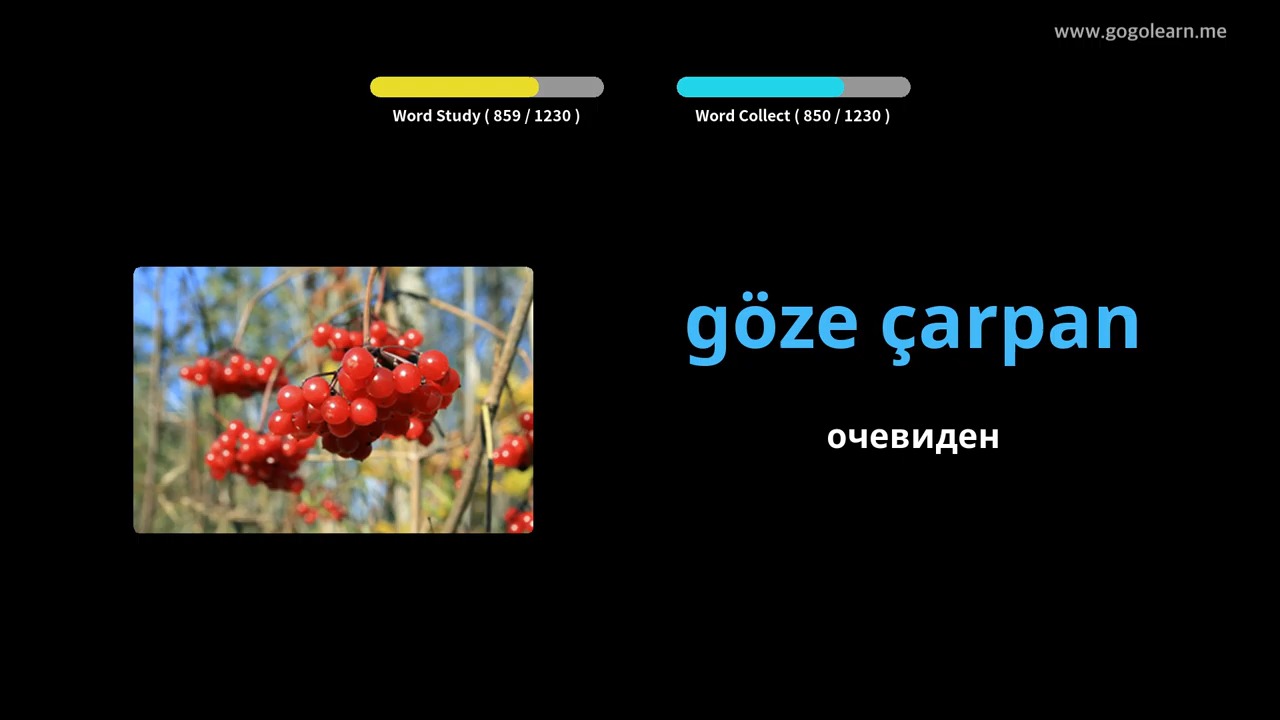 www.gogolearn.me
Word Study ( 859 / 1230 )
Word Collect ( 850 / 1230 )
göze çarpan
очевиден